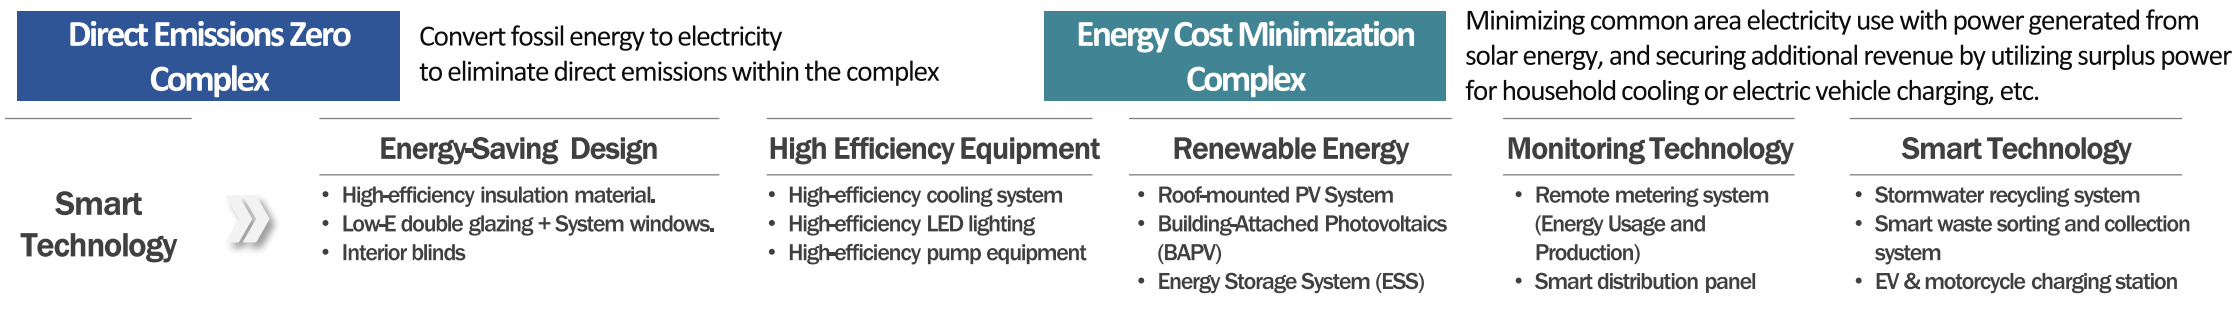 Direct Emissions Zero
Complex
Convert fossil energy to electricity
to eliminate direct emissions within the complex
Energy Cost Minimization
Complex
Minimizing common area electricity use with power generated from
solar energy, and securing additional revenue by utilizing surplus power
for household cooling or electric vehicle charging, etc.
Smart
Technology
Energy-Saving Design
• High-efficiency insulation material.
• Low-E double glazing + System windows.
• Interior blinds
High Efficiency Equipment
• High-efficiency cooling system
• High-efficiency LED lighting
• High-efficiency pump equipment
Renewable Energy
• Roof-mounted PV System
• Building-Attached Photovoltaics
(BAPV)
• Energy Storage System (ESS)
Monitoring Technology
• Remote metering system
(Energy Usage and
Production)
• Smart distribution panel
Smart Technology
• Stormwater recycling system
• Smart waste sorting and collection
system
• EV & motorcycle charging station